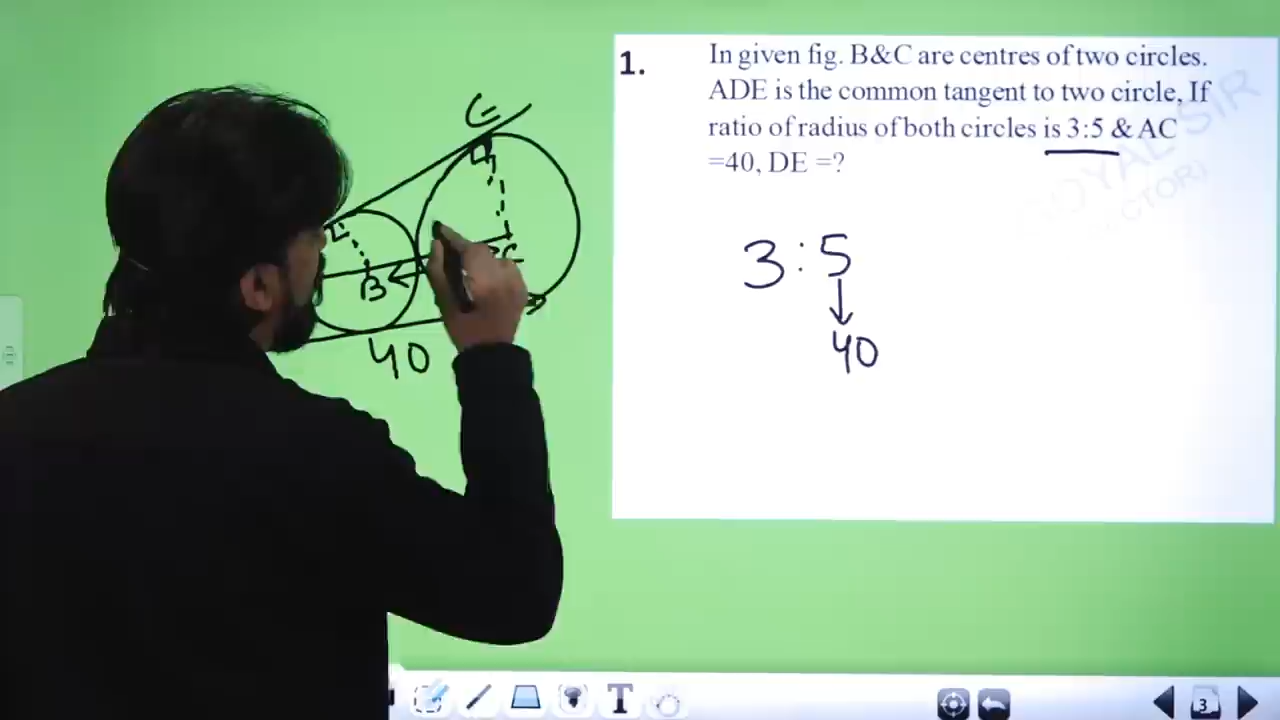 1.
In given fig. B&C are centres of two circles.
ADE is the common tangent to two circle, If
ratio of radius of both circles is 3:5 & AC
=40, DE =?
3:5
40
E
B
C
40
T
3